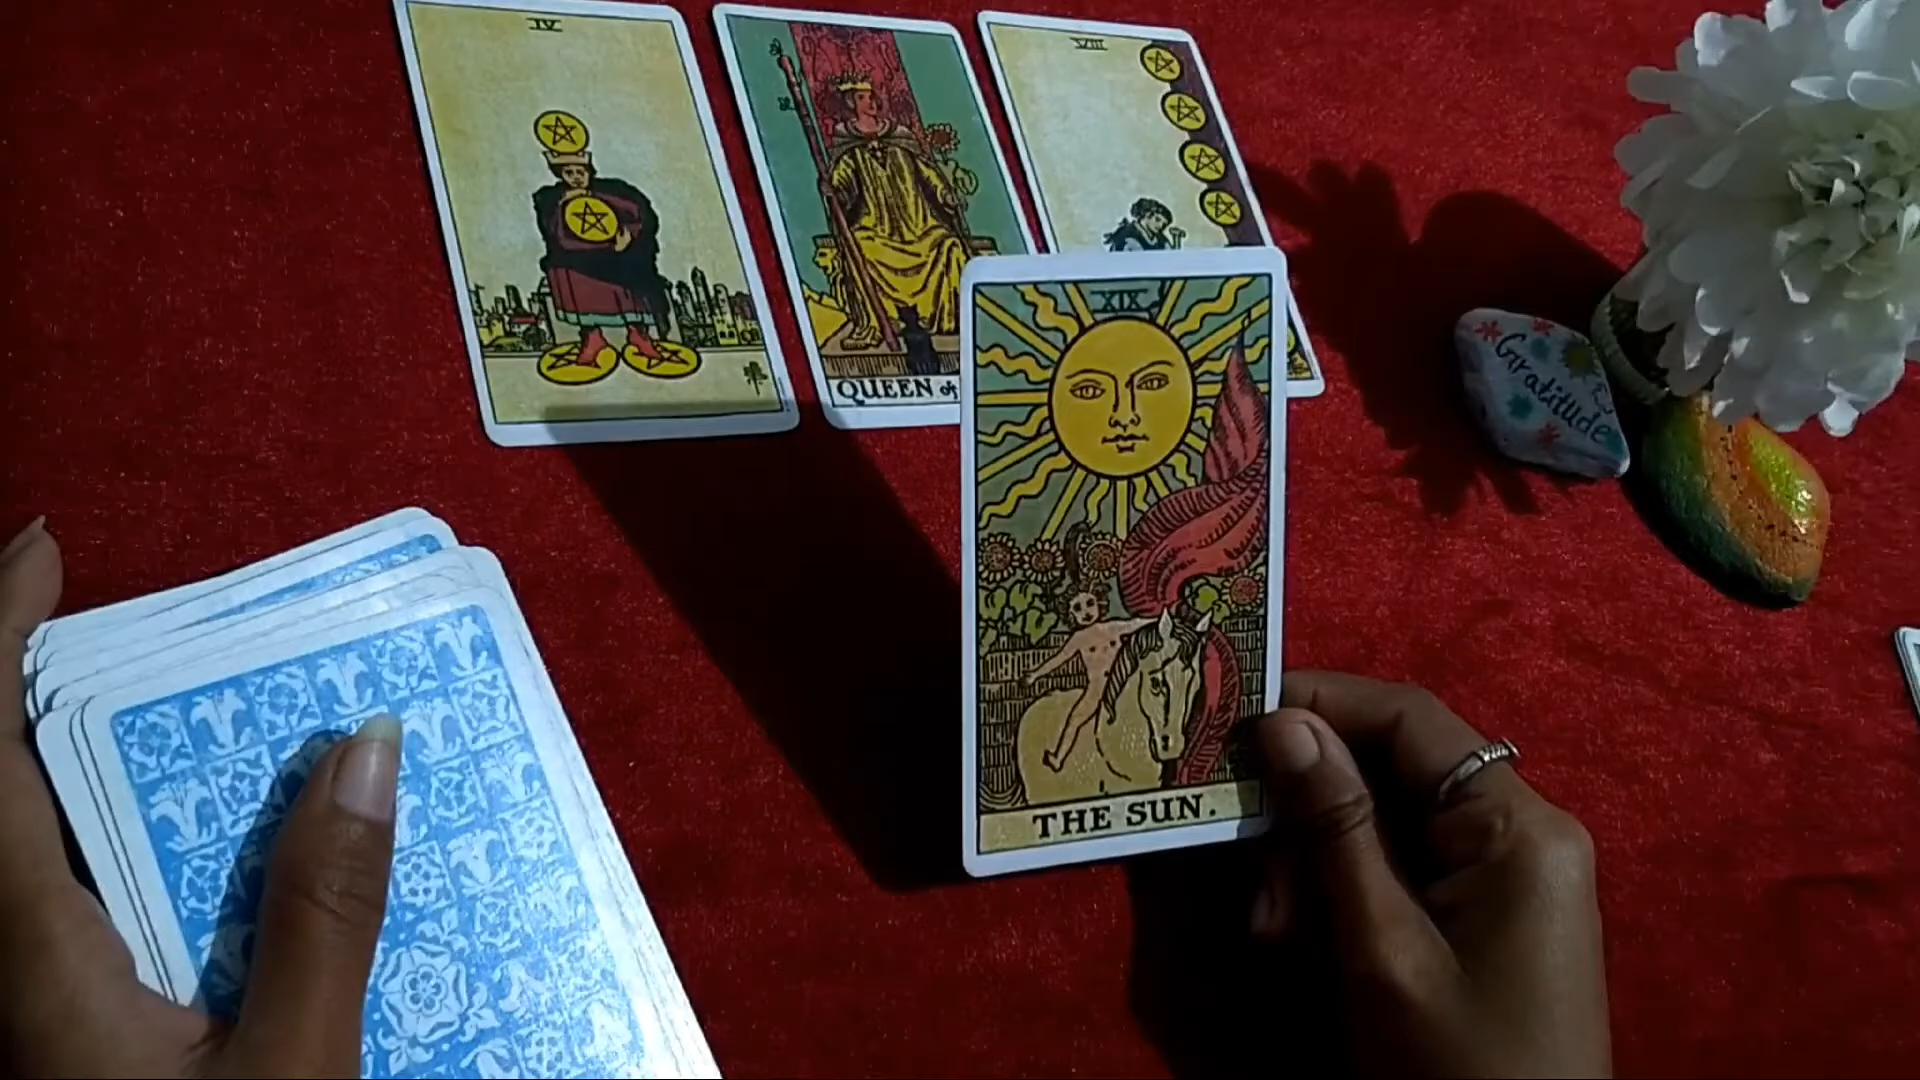 IV
VIII
QUEEN of
XIX
THE SUN.
Gratitude